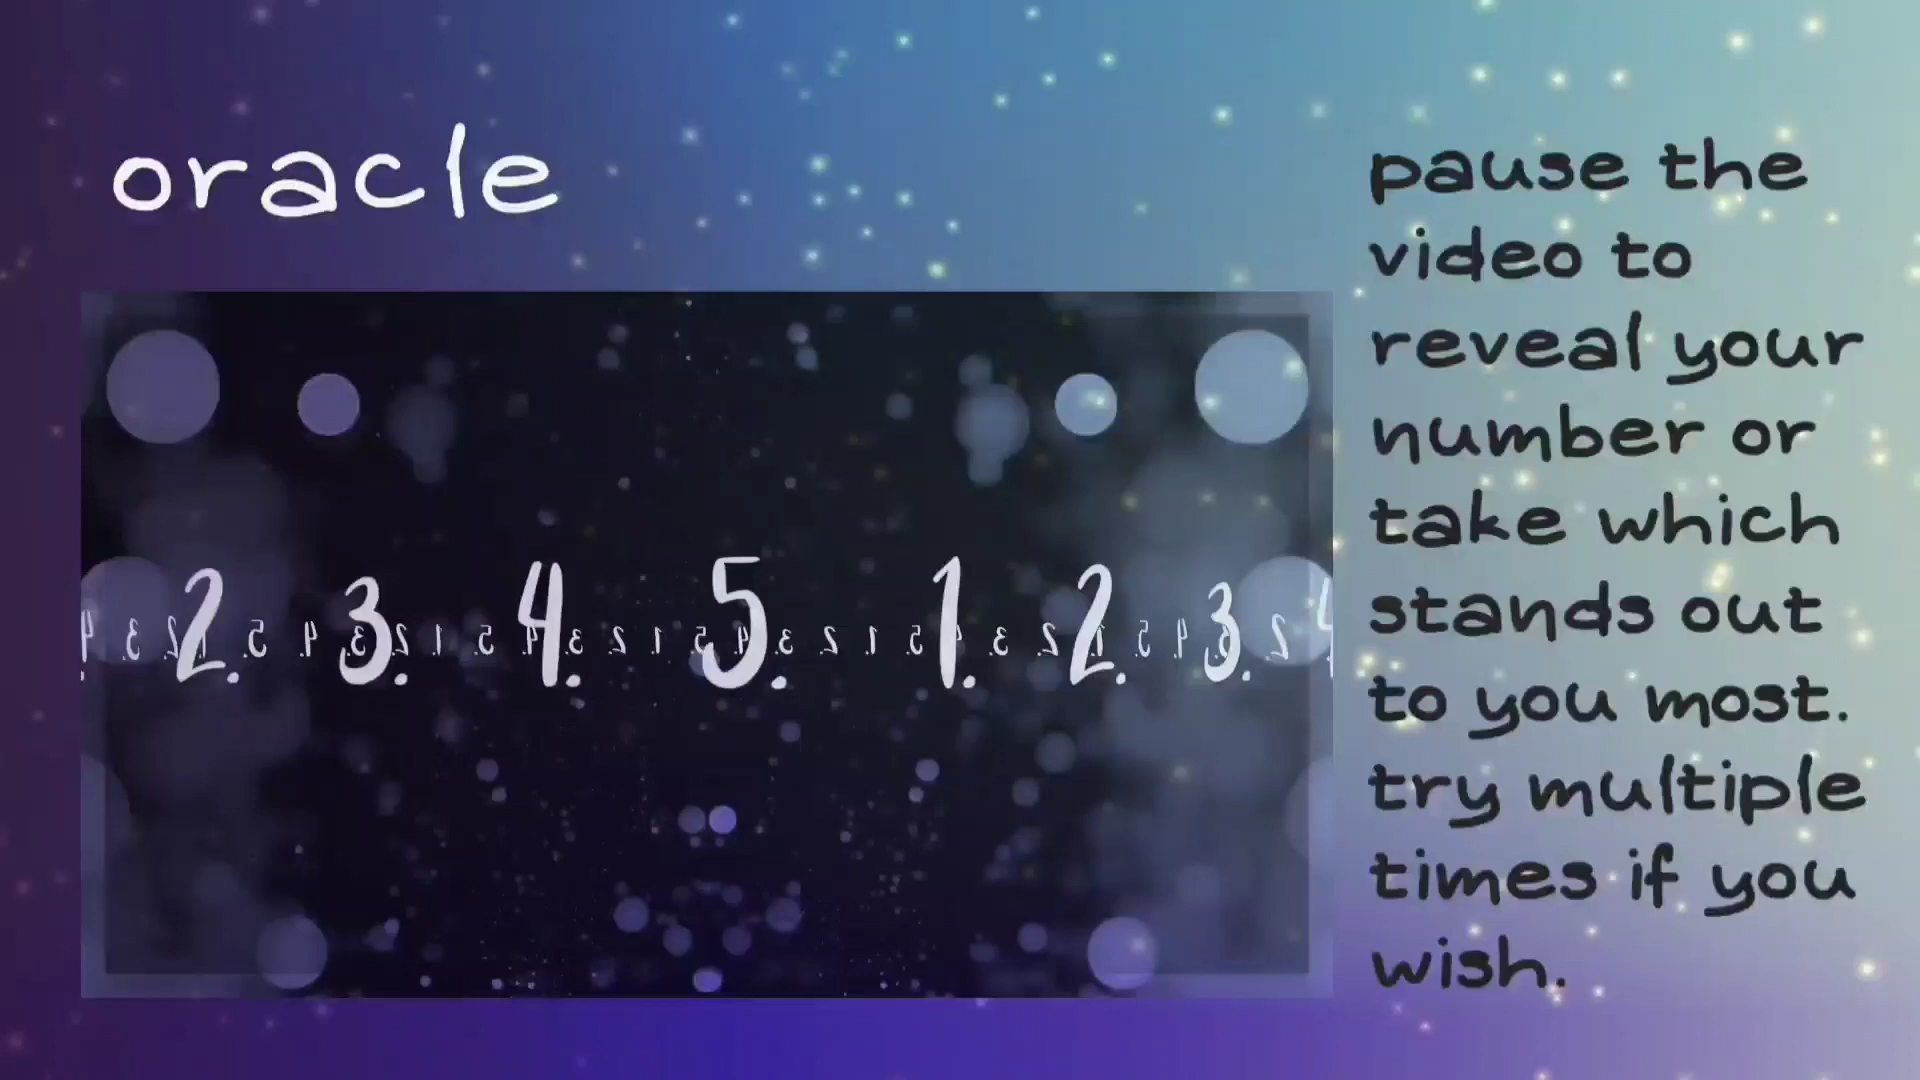 oracle
2. 3. 4. 5. 1. 2. 3. 4
pause the
video to
reveal your
number or
take which
stands out
to you most.
try multiple
times if you
wish.